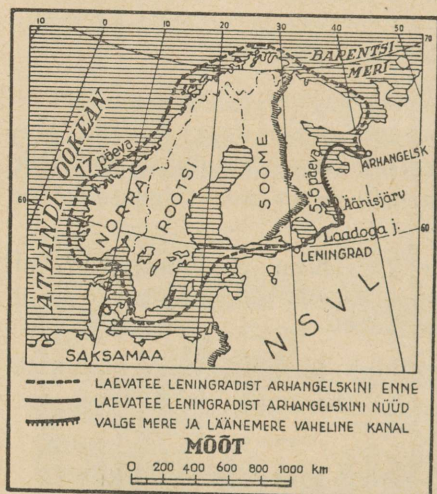 10
0
10
20
30
40
50
70
BARENTSI
MERI
ATLANDI OOKEAN
17 päeva
NORRA
ROOTSI
SOOME
5-6 päeva
ARHANGELSK
Äänisjärv
Laadoga j.
60
60
LENINGRAD
NSVL
SAKSAMAA
LAEVATEE LENINGRADIST ARHANGELSKINI ENNE
LAEVATEE LENINGRADIST ARHANGELSKINI NÜÜD
VALGE MERE JA LÄÄNEMERE VAHELINE KANAL
MÕÕT
0 200 400 600 800 1000 km